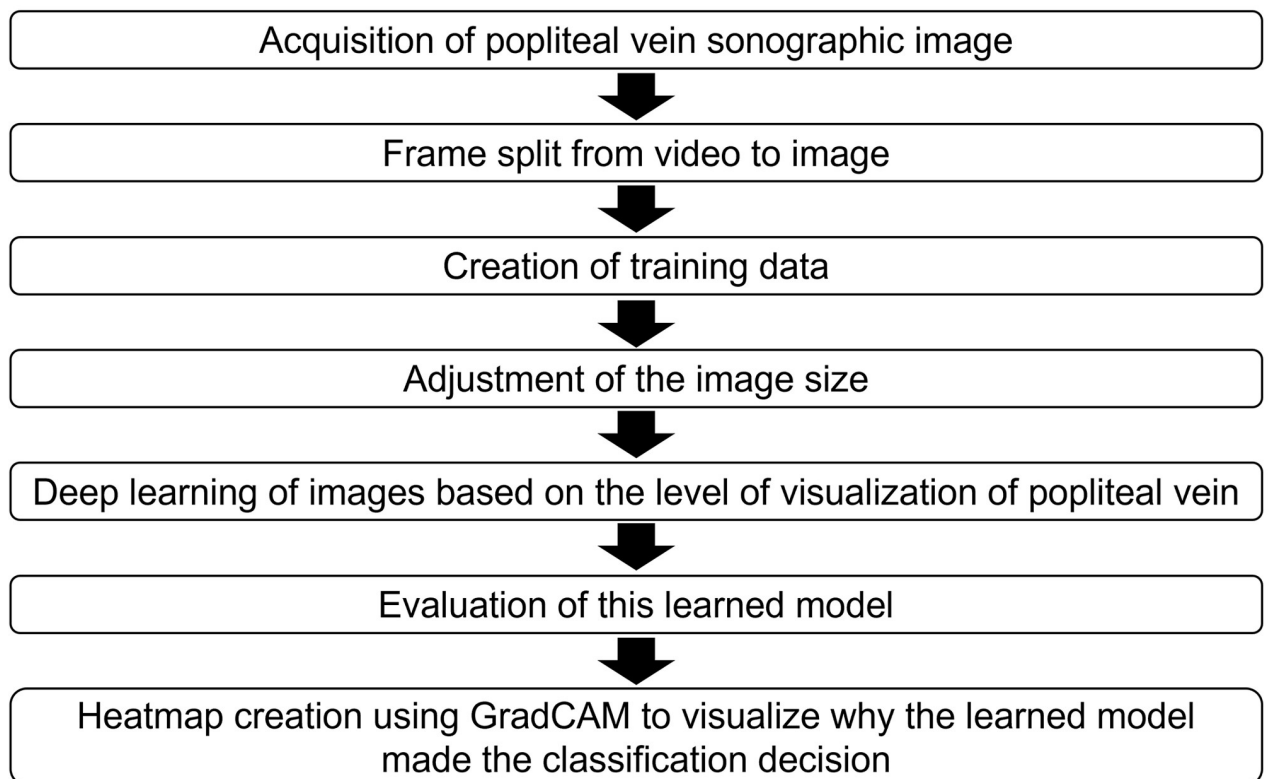 Acquisition of popliteal vein sonographic image
Frame split from video to image
Creation of training data
Adjustment of the image size
Deep learning of images based on the level of visualization of popliteal vein
Evaluation of this learned model
Heatmap creation using GradCAM to visualize why the learned model
made the classification decision